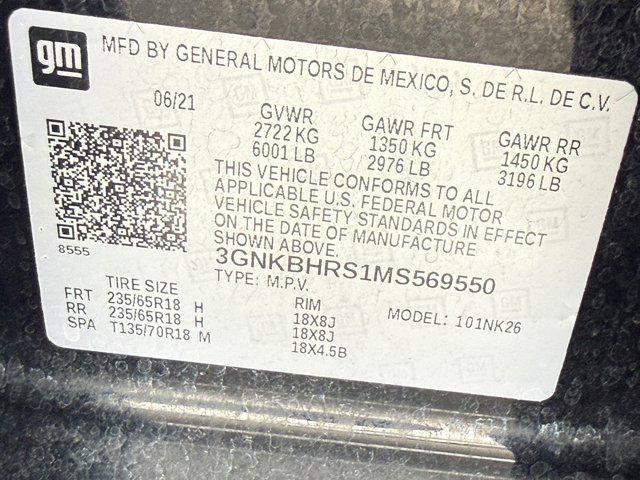 gm
MFD BY GENERAL MOTORS DE MEXICO, S. DE R.L. DE C.V.
06/21 GVWR GAWR FRT GAWR RR
2722 KG 1350 KG 1450 KG
6001 LB 2976 LB 3196 LB
THIS VEHICLE CONFORMS TO ALL
APPLICABLE U.S. FEDERAL MOTOR
VEHICLE SAFETY STANDARDS IN EFFECT
ON THE DATE OF MANUFACTURE
SHOWN ABOVE.
8555
3GNKBHRS1MS569550
TYPE: M.P.V. MODEL: 101NK26
TIRE SIZE RIM
FRT 235/65R18 H 18X8J
RR 235/65R18 H 18X8J
SPA T135/70R18 M 18X4.5B